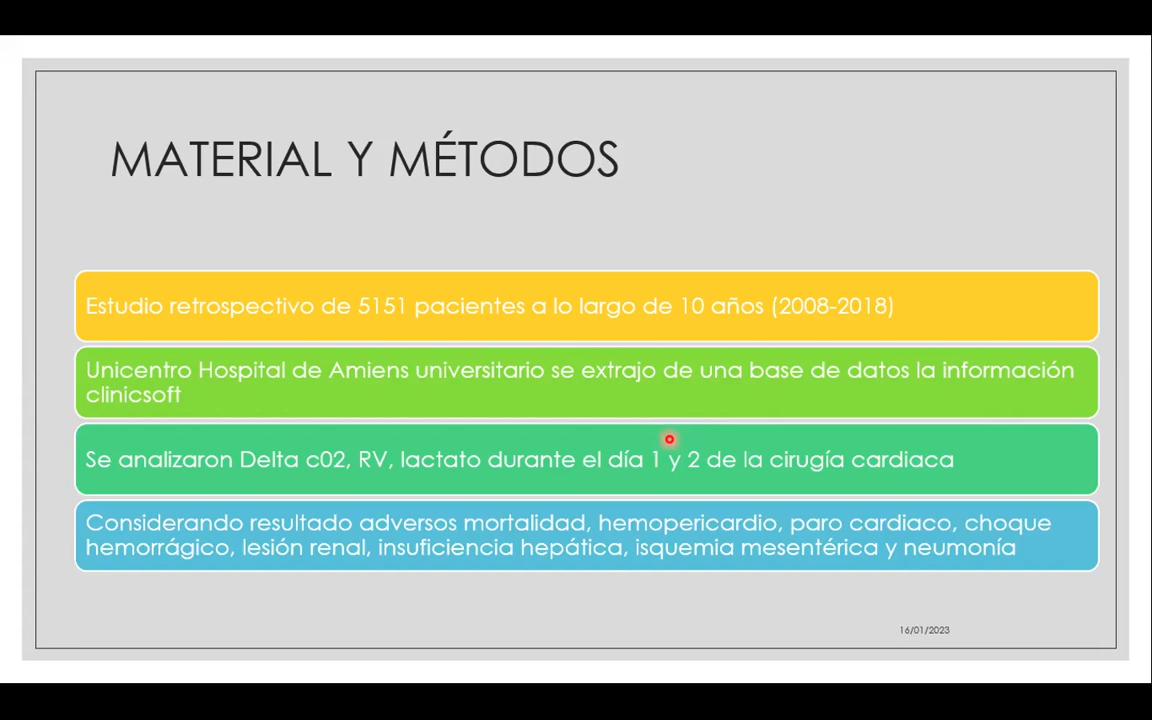 MATERIAL Y MÉTODOS
Estudio retrospectivo de 5151 pacientes a lo largo de 10 años (2008-2018)
Unicentro Hospital de Amiens universitario se extrajo de una base de datos la información
clinicsoft
Se analizaron Delta c02, RV, lactato durante el día 1 y 2 de la cirugía cardiaca
Considerando resultado adversos mortalidad, hemopericardio, paro cardiaco, choque
hemorrágico, lesión renal, insuficiencia hepática, isquemia mesentérica y neumonía
16/01/2023